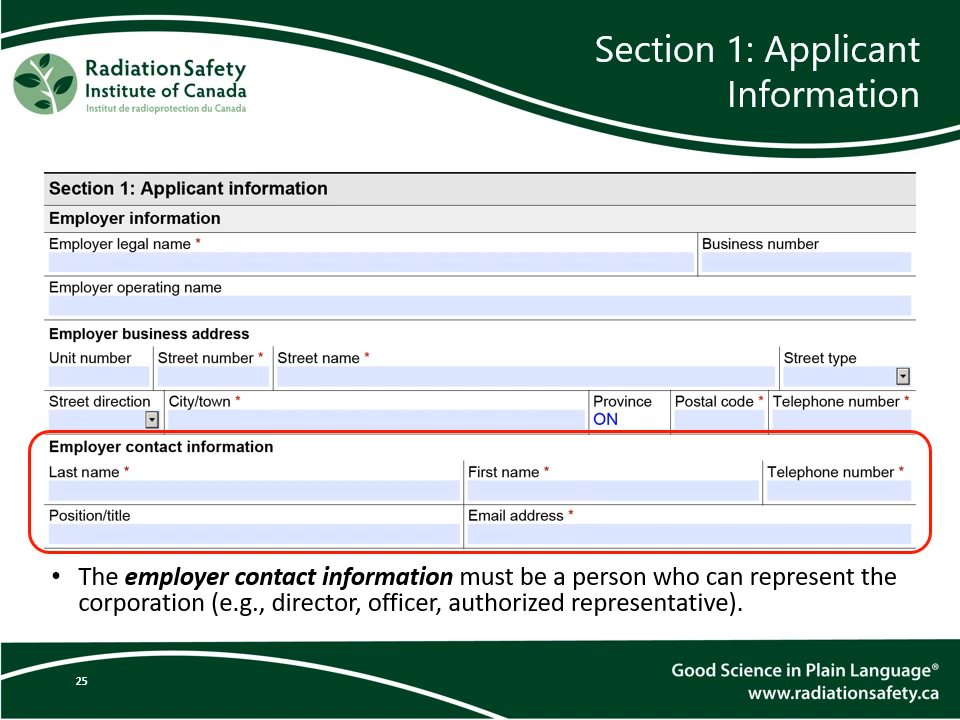 Section 1: Applicant
Information
Radiation Safety
Institute of Canada
Institut de radioprotection du Canada
Section 1: Applicant information
Employer information
Employer legal name *
Business number
Employer operating name
Employer business address
Unit number
Street number *
Street name *
Street type
Street direction
City/town *
Province
ON
Postal code *
Telephone number *
Employer contact information
Last name *
First name *
Telephone number *
Position/title
Email address *
• The employer contact information must be a person who can represent the
corporation (e.g., director, officer, authorized representative).
25
Good Science in Plain Language®
www.radiationsafety.ca